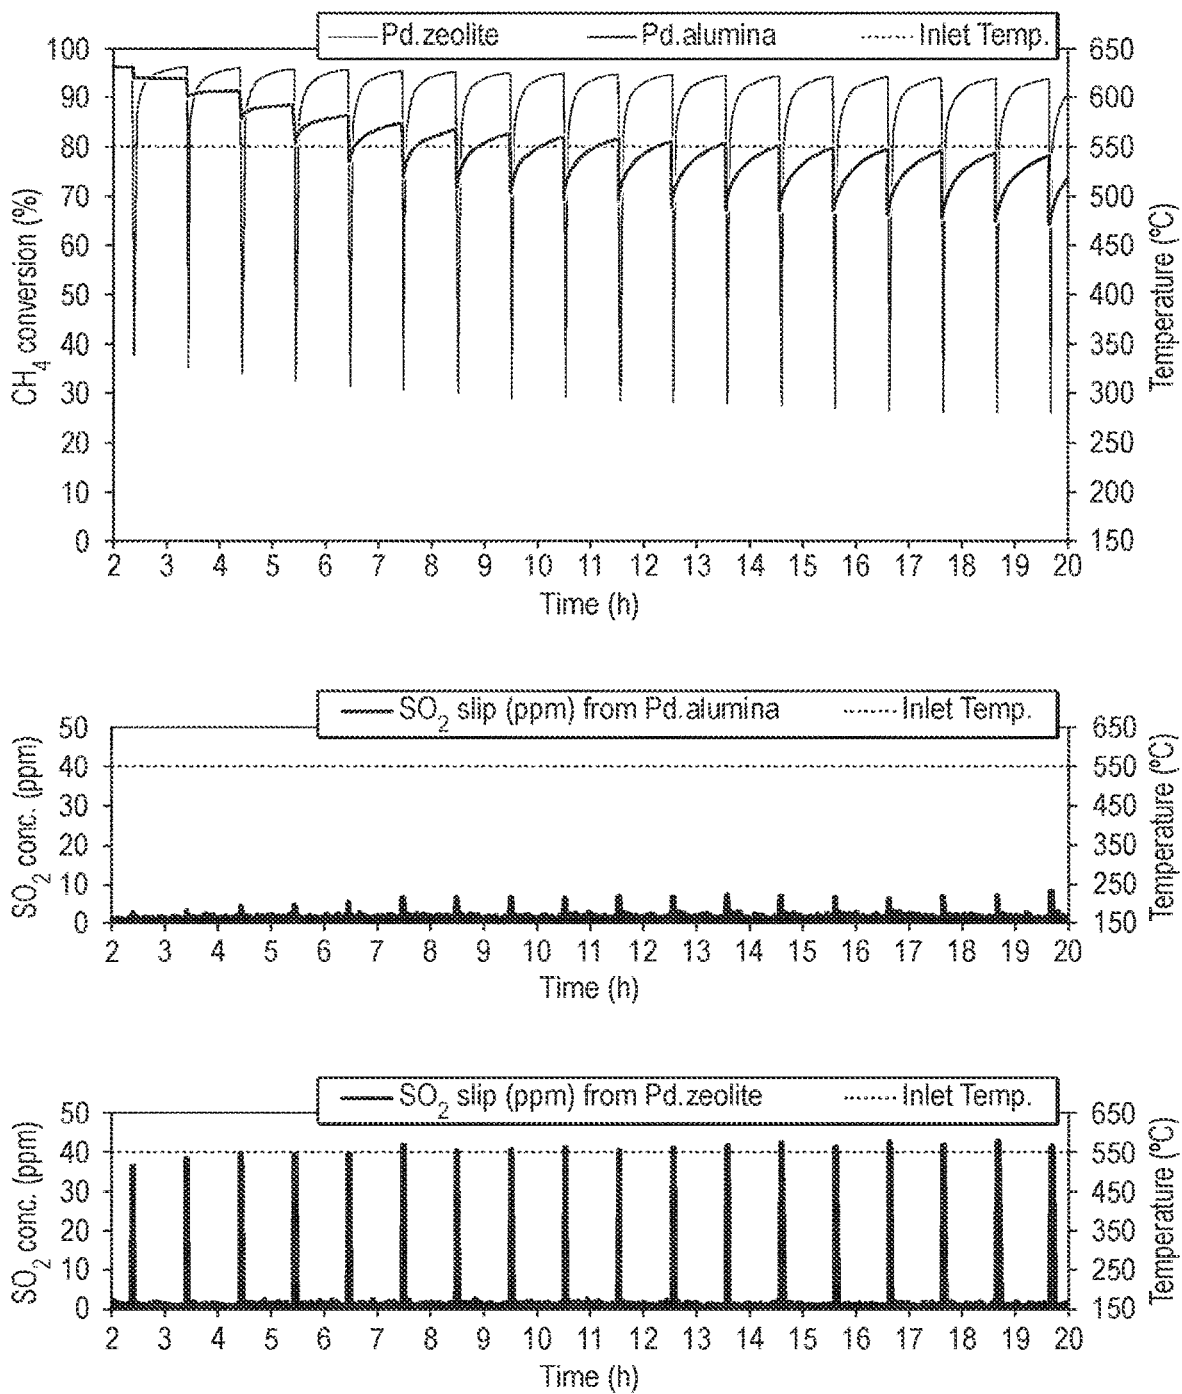 Pd.zeolite Pd.alumina Inlet Temp.
100 650
90 600
80 550
70 500
60 450
50 400
40 350
30 300
20 250
10 200
0 150
CH4 conversion (%)
Temperature (ºC)
2 3 4 5 6 7 8 9 10 11 12 13 14 15 16 17 18 19 20
Time (h)
SO2 slip (ppm) from Pd.alumina Inlet Temp.
50 650
40 550
30 450
20 350
10 250
0 150
SO2 conc. (ppm)
Temperature (ºC)
2 3 4 5 6 7 8 9 10 11 12 13 14 15 16 17 18 19 20
Time (h)
SO2 slip (ppm) from Pd.zeolite Inlet Temp.
50 650
40 550
30 450
20 350
10 250
0 150
SO2 conc. (ppm)
Temperature (ºC)
2 3 4 5 6 7 8 9 10 11 12 13 14 15 16 17 18 19 20
Time (h)